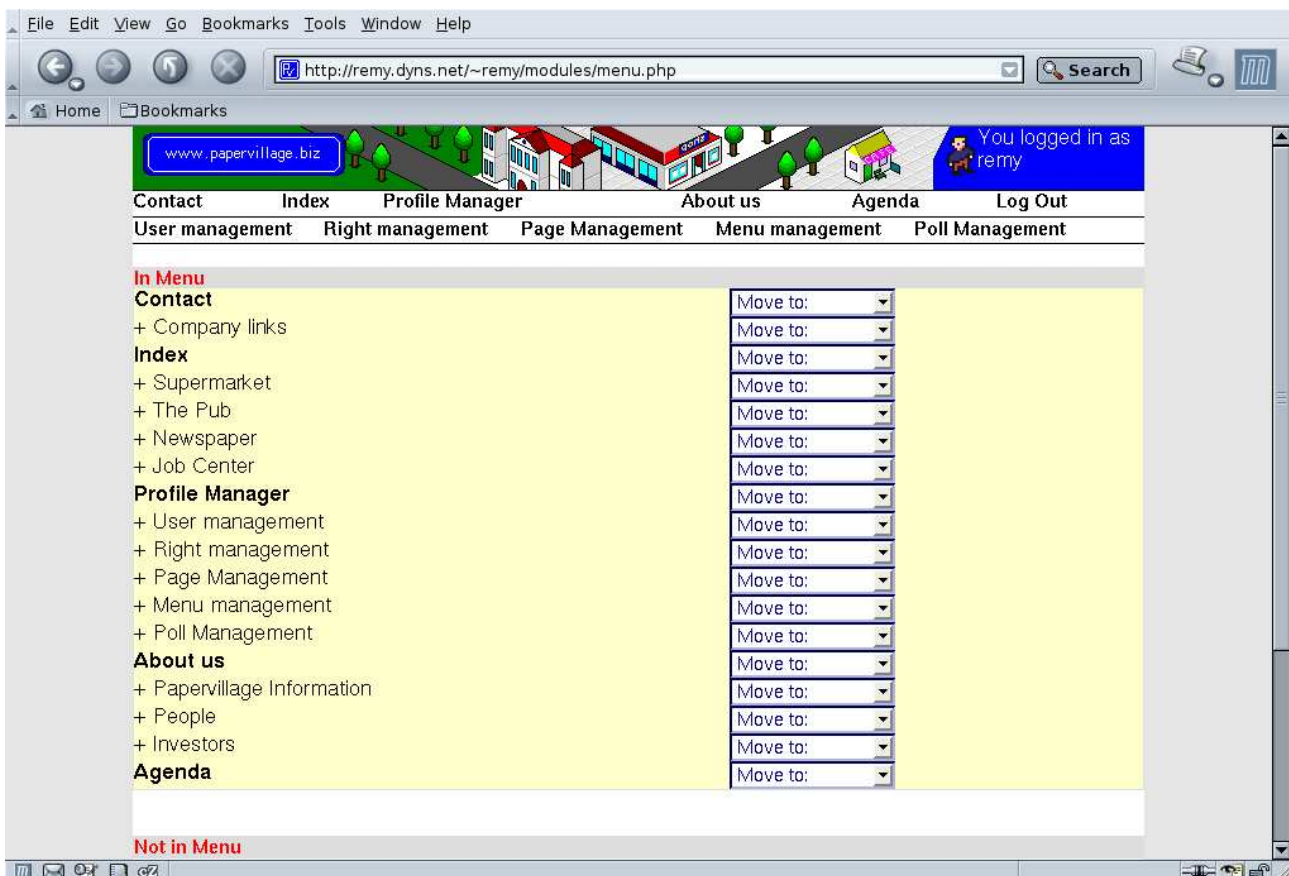 File Edit View Go Bookmarks Tools Window Help
http://remy.dyns.net/~remy/modules/menu.php Search
Home Bookmarks
www.papervillage.biz You logged in as
remy
Contact Index Profile Manager About us Agenda Log Out
User management Right management Page Management Menu management Poll Management
In Menu
Contact Move to:
+ Company links Move to:
Index Move to:
+ Supermarket Move to:
+ The Pub Move to:
+ Newspaper Move to:
+ Job Center Move to:
Profile Manager Move to:
+ User management Move to:
+ Right management Move to:
+ Page Management Move to:
+ Menu management Move to:
+ Poll Management Move to:
About us Move to:
+ Papervillage Information Move to:
+ People Move to:
+ Investors Move to:
Agenda Move to:
Not in Menu